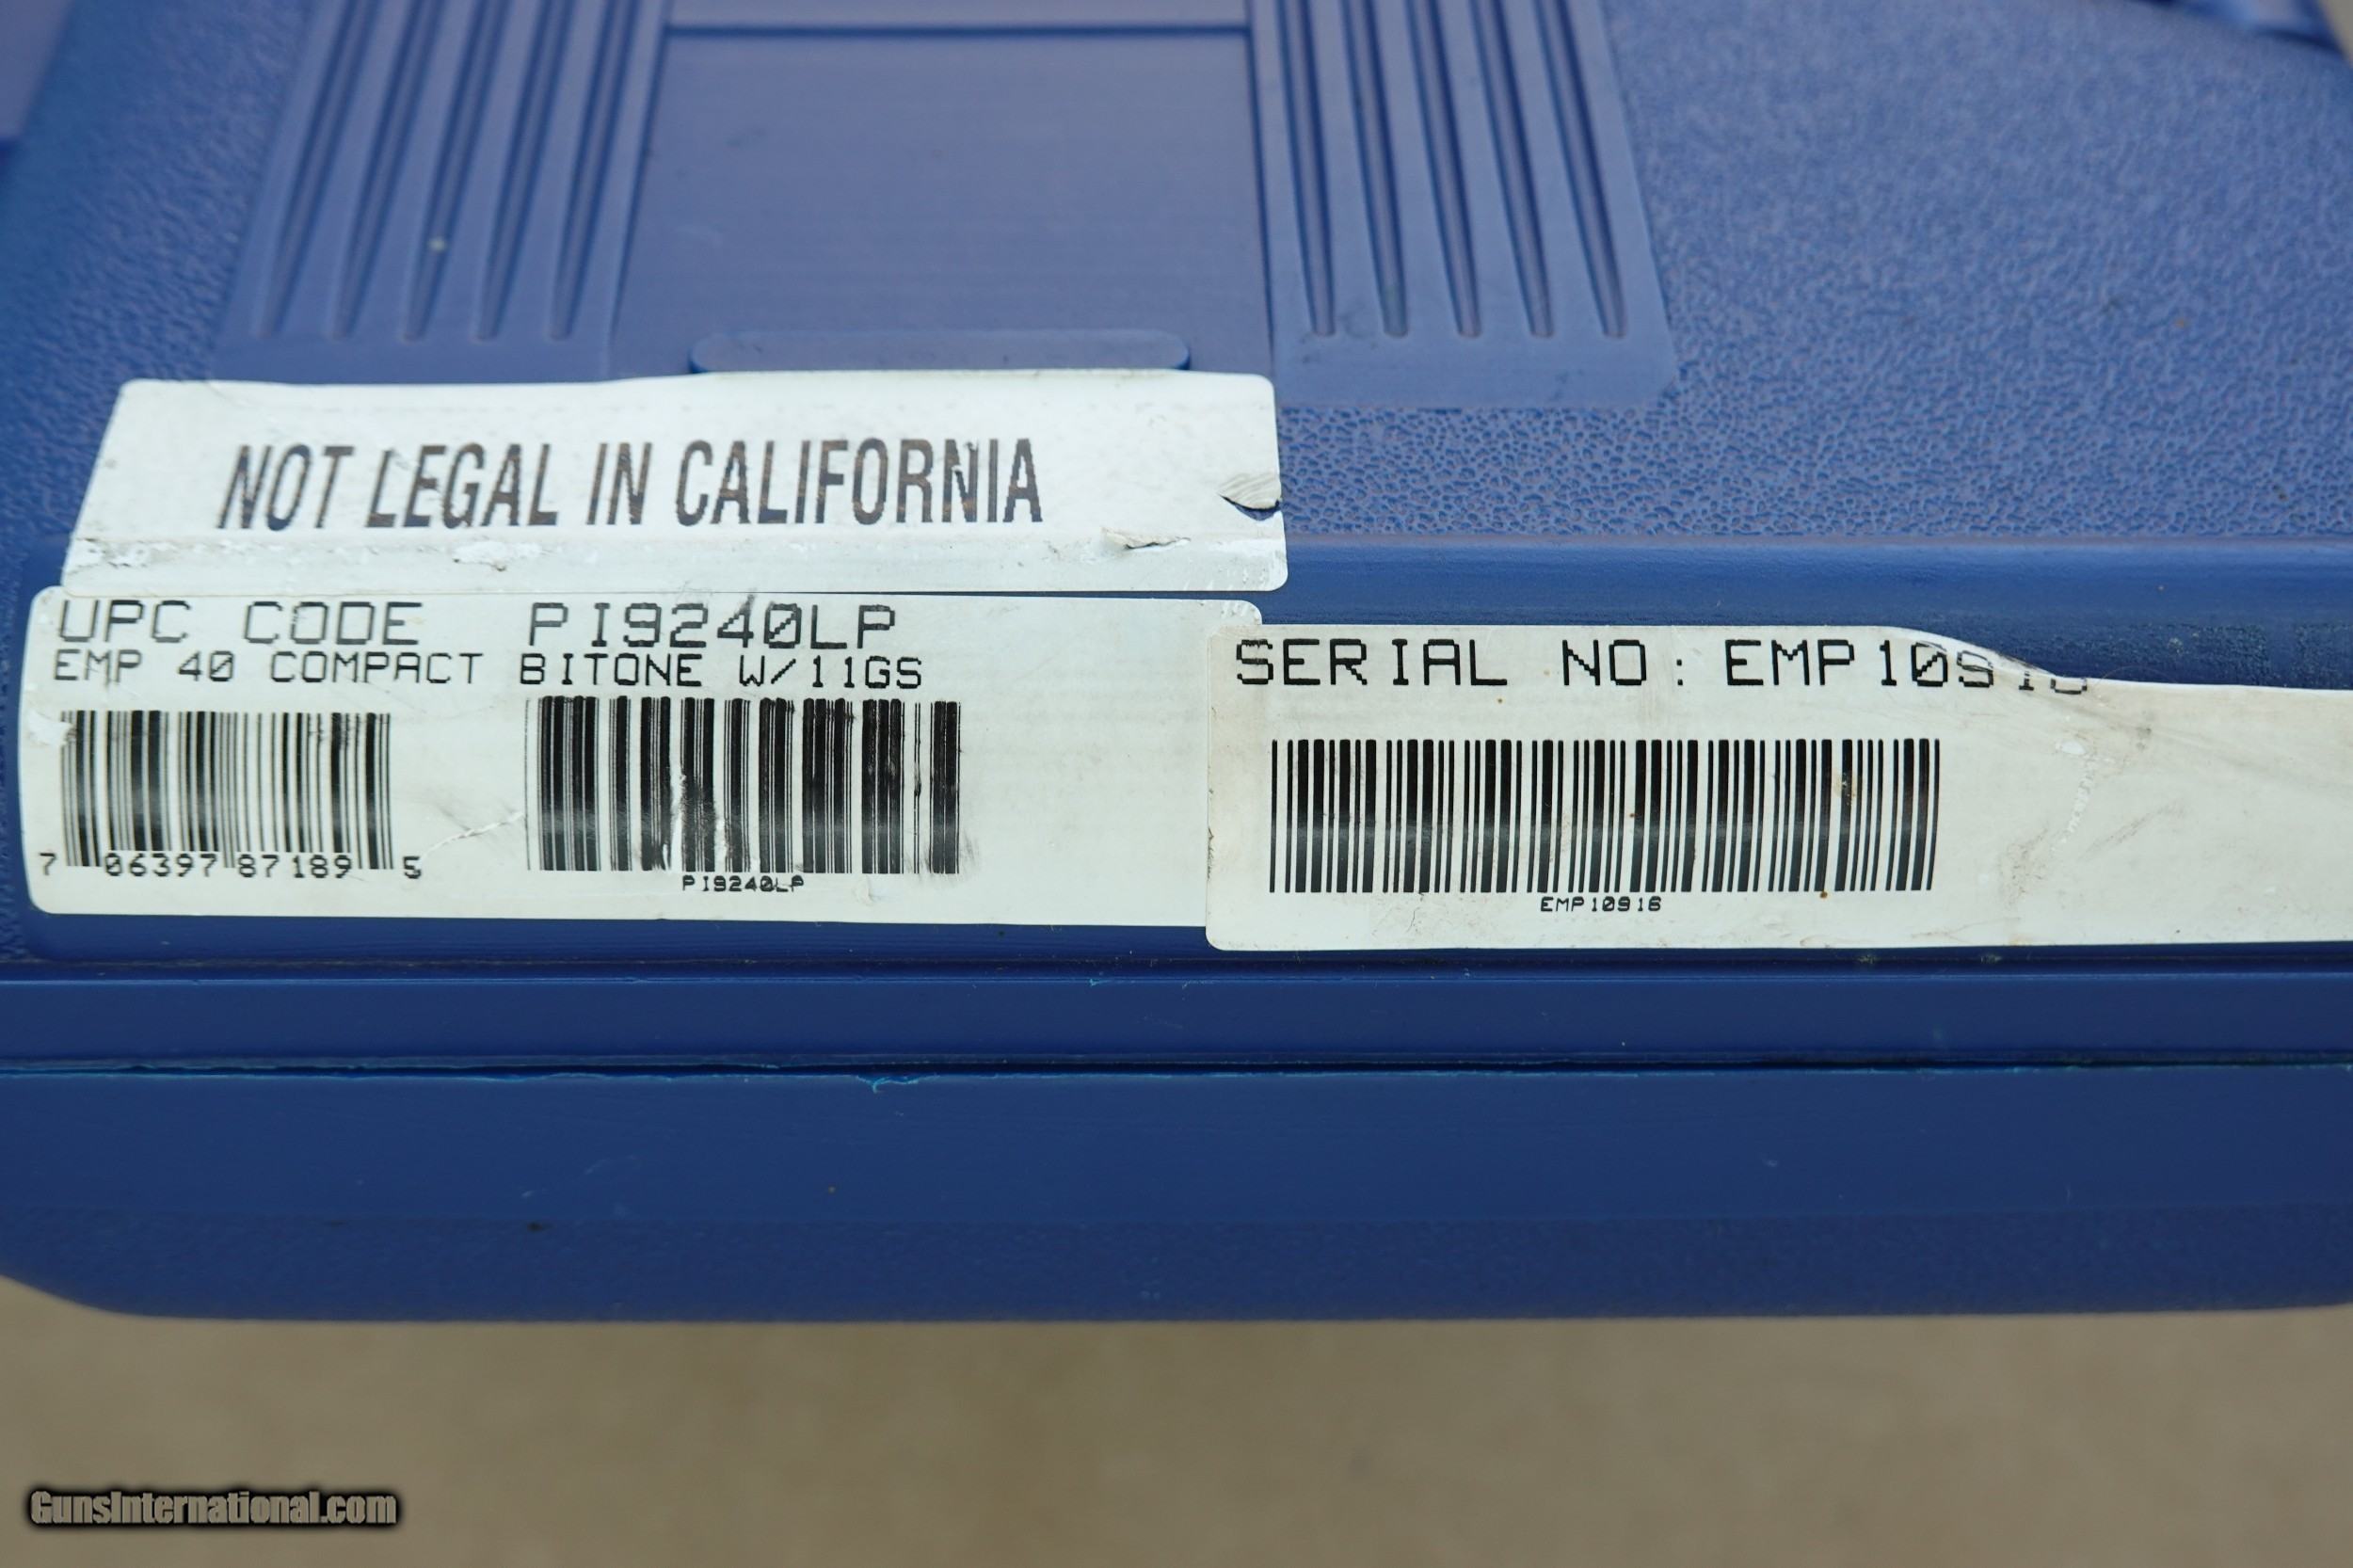 NOT LEGAL IN CALIFORNIA
UPC CODE PI9240LP
EMP 40 COMPACT BITONE W/11GS
7 06397 87189 5
PI9240LP
SERIAL NO: EMP10916
EMP10916
GunsInternational.com